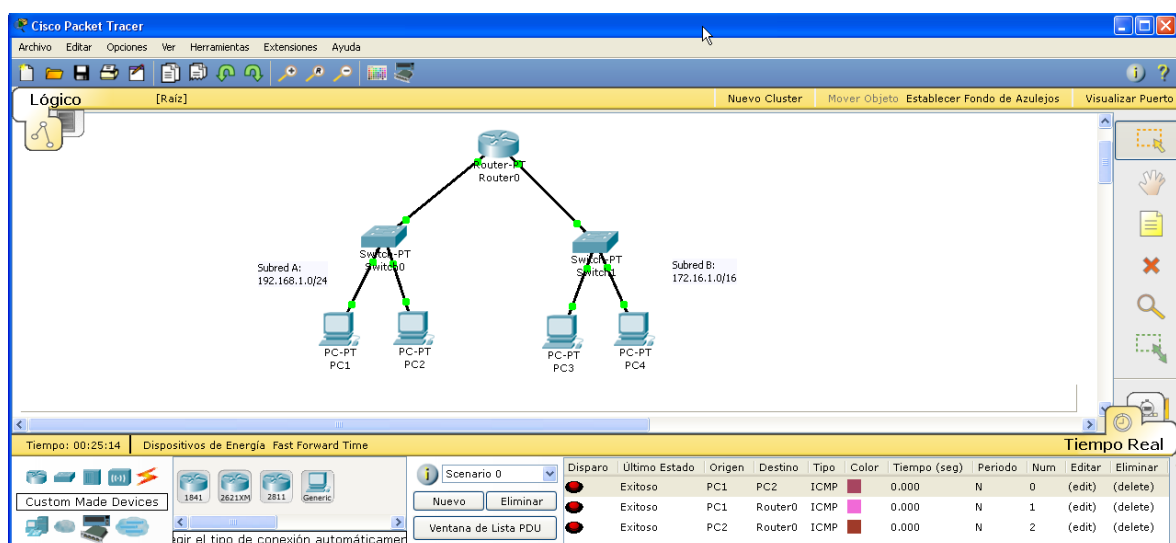 Cisco Packet Tracer
Archivo Editar Opciones Ver Herramientas Extensiones Ayuda
Lógico [Raíz] Nuevo Cluster Mover Objeto Establecer Fondo de Azulejos Visualizar Puerto
Router-PT
Router0
Switch-PT
Switch0
Switch-PT
Switch1
Subred A:
192.168.1.0/24
Subred B:
172.16.1.0/16
PC-PT
PC1
PC-PT
PC2
PC-PT
PC3
PC-PT
PC4
Tiempo: 00:25:14 Dispositivos de Energía Fast Forward Time Tiempo Real
Custom Made Devices
1841 2621XM 2811 Generic
el tipo de conexión
Scenario 0
Nuevo Eliminar
Ventana de Lista PDU
Disparo Último Estado Origen Destino Tipo Color Tiempo (seg) Periodo Num Editar Eliminar
Exitoso PC1 PC2 ICMP 0.000 N 0 (edit) (delete)
Exitoso PC1 Router0 ICMP 0.000 N 1 (edit) (delete)
Exitoso PC2 Router0 ICMP 0.000 N 2 (edit) (delete)